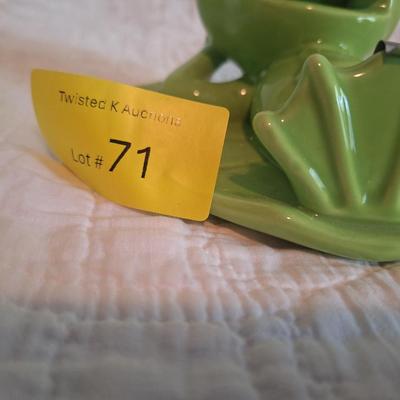 Twisted K Auctions
Lot # 71